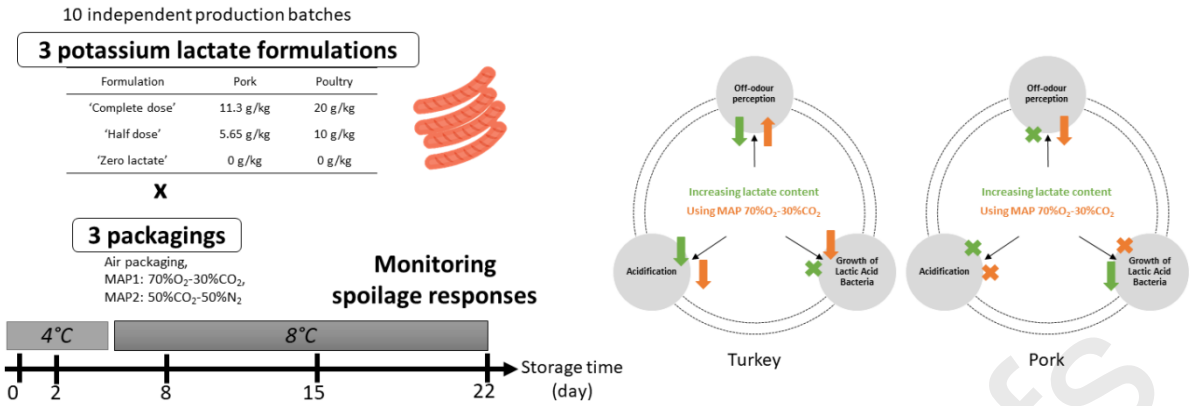 10 independent production batches
3 potassium lactate formulations
Formulation Pork Poultry
'Complete dose' 11.3 g/kg 20 g/kg
'Half dose' 5.65 g/kg 10 g/kg
'Zero lactate' 0 g/kg 0 g/kg
x
3 packagings
Air packaging,
MAP1: 70%O₂-30%CO₂,
MAP2: 50%CO₂-50%N₂
Monitoring
spoilage responses
4°C 8°C
0 2 8 15 22
Storage time
(day)
Off-odour
perception
Increasing lactate content
Using MAP 70%O₂-30%CO₂
Acidification
Growth of
Lactic Acid
Bacteria
Turkey
Off-odour
perception
Increasing lactate content
Using MAP 70%O₂-30%CO₂
Acidification
Growth of
Lactic Acid
Bacteria
Pork